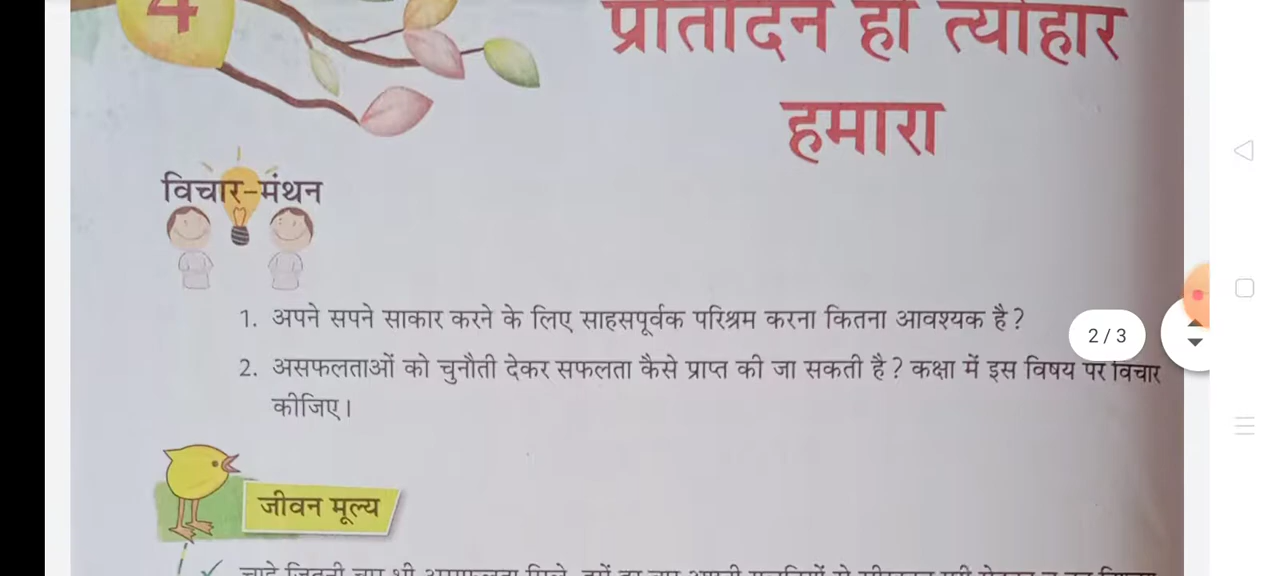 4
प्रतिदिन हो त्योहार
हमारा
विचार-मंथन
1. अपने सपने साकार करने के लिए साहसपूर्वक परिश्रम करना कितना आवश्यक है?
2. असफलताओं को चुनौती देकर सफलता कैसे प्राप्त की जा सकती है? कक्षा में इस विषय पर विचार
कीजिए।
2/3
जीवन मूल्य